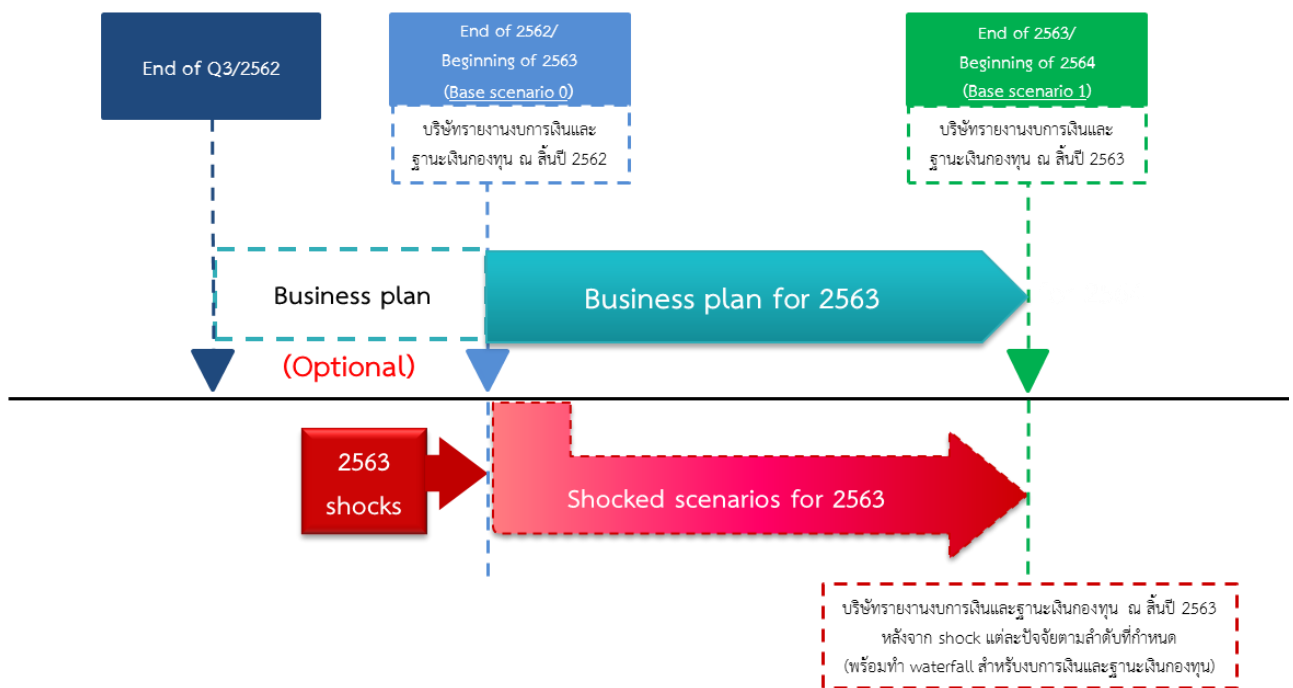 End of Q3/2562
End of 2562/
Beginning of 2563
(Base scenario 0)
บริษัทรายงานงบการเงินและ
ฐานะเงินกองทุน ณ สิ้นปี 2562
End of 2563/
Beginning of 2564
(Base scenario 1)
บริษัทรายงานงบการเงินและ
ฐานะเงินกองทุน ณ สิ้นปี 2563
Business plan
(Optional)
Business plan for 2563
2563
shocks
Shocked scenarios for 2563
บริษัทรายงานงบการเงินและฐานะเงินกองทุน ณ สิ้นปี 2563
หลังจาก shock แต่ละปัจจัยตามลำดับที่กำหนด
(พร้อมทำ waterfall สำหรับงบการเงินและฐานะเงินกองทุน)